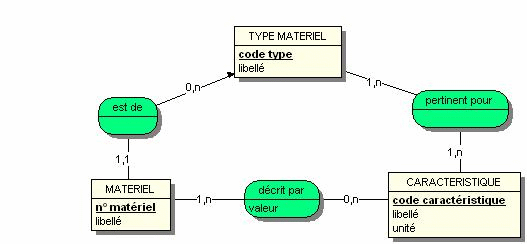 TYPE MATERIEL
code type
libellé
0,n
1,n
est de
pertinent pour
1,1
1,n
MATERIEL
n° matériel
libellé
1,n
décrit par
valeur
0,n
CARACTERISTIQUE
code caractéristique
libellé
unité